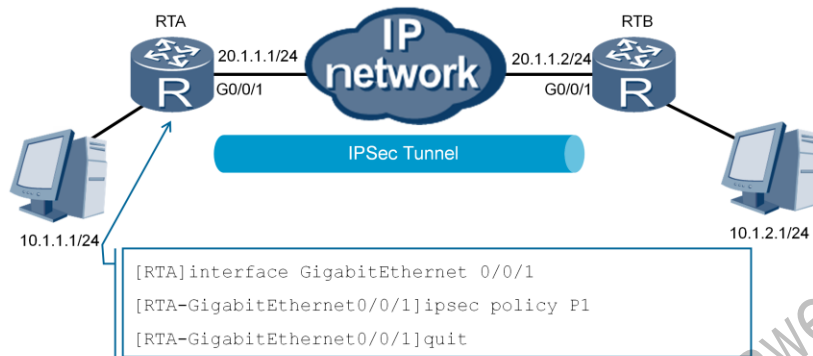 RTA
RTB
20.1.1.1/24
IP
network
20.1.1.2/24
G0/0/1
G0/0/1
R
R
IPSec Tunnel
10.1.1.1/24
10.1.2.1/24
[RTA]interface GigabitEthernet 0/0/1
[RTA-GigabitEthernet0/0/1]ipsec policy P1
[RTA-GigabitEthernet0/0/1]quit